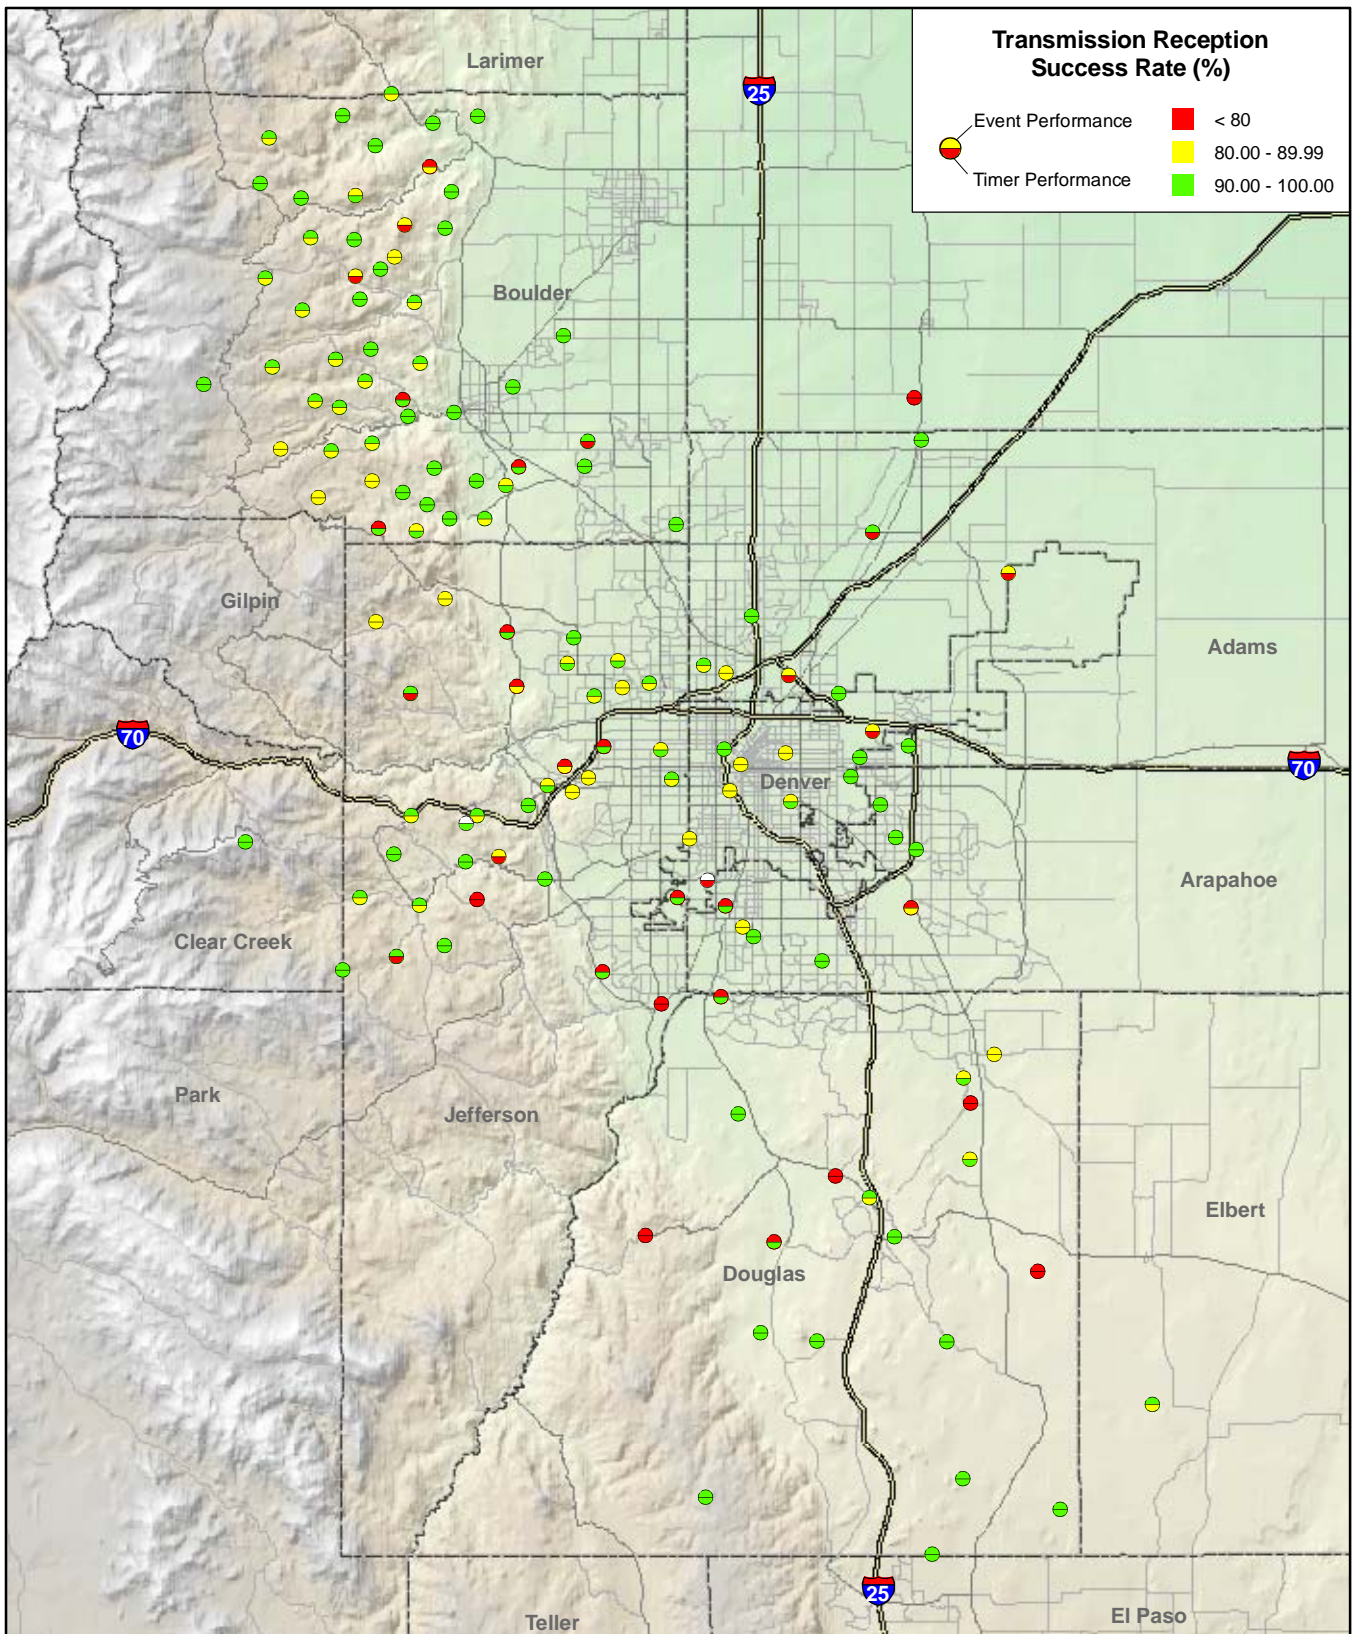 Transmission Reception
Success Rate (%)
Event Performance
Timer Performance
< 80
80.00 - 89.99
90.00 - 100.00
Larimer
25
Boulder
Gilpin
Adams
70
70
Denver
Arapahoe
Clear Creek
Park
Jefferson
Elbert
Douglas
25
El Paso
Teller